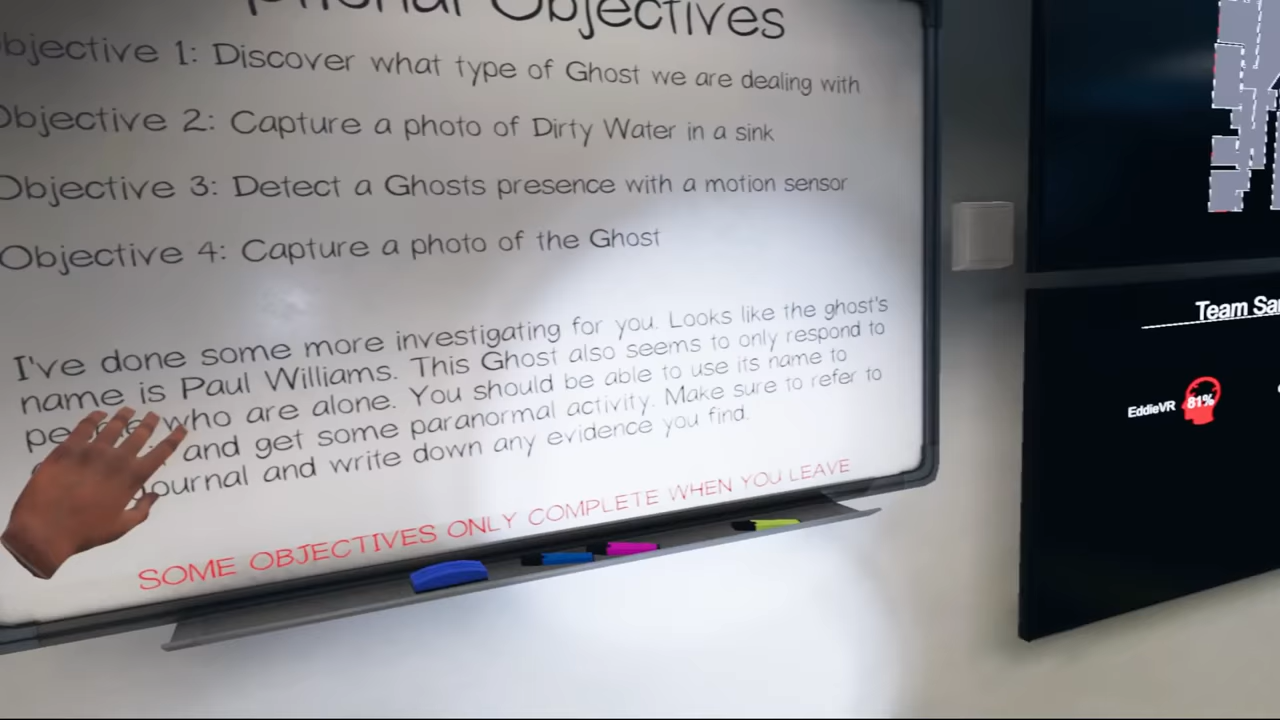 Objectives
Objective 1: Discover what type of Ghost we are dealing with
Objective 2: Capture a photo of Dirty Water in a sink
Objective 3: Detect a Ghosts presence with a motion sensor
Objective 4: Capture a photo of the Ghost
I've done some more investigating for you. Looks like the ghost's
name is Paul Williams. This Ghost also seems to only respond to
who are alone. You should be able to use its name to
and get some paranormal activity. Make sure to refer to
journal and write down any evidence you find.
SOME OBJECTIVES ONLY COMPLETE WHEN YOU LEAVE
Team
EddieVR 81%